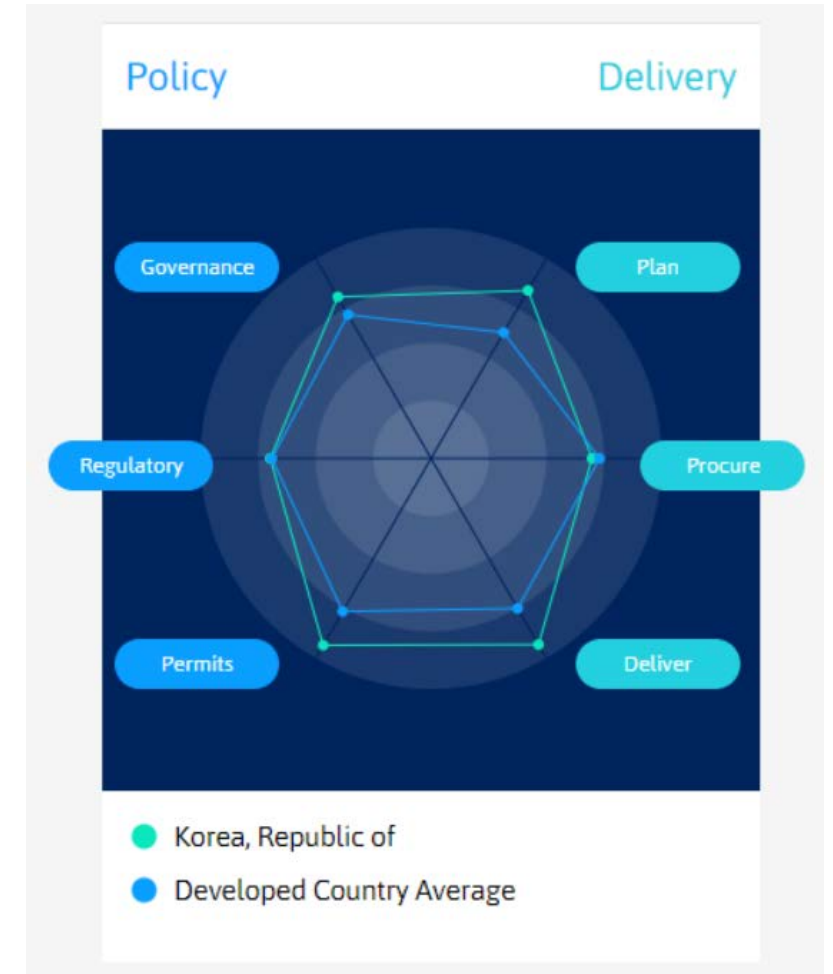 Policy
Delivery
Governance
Plan
Regulatory
Procure
Permits
Deliver
Korea, Republic of
Developed Country Average